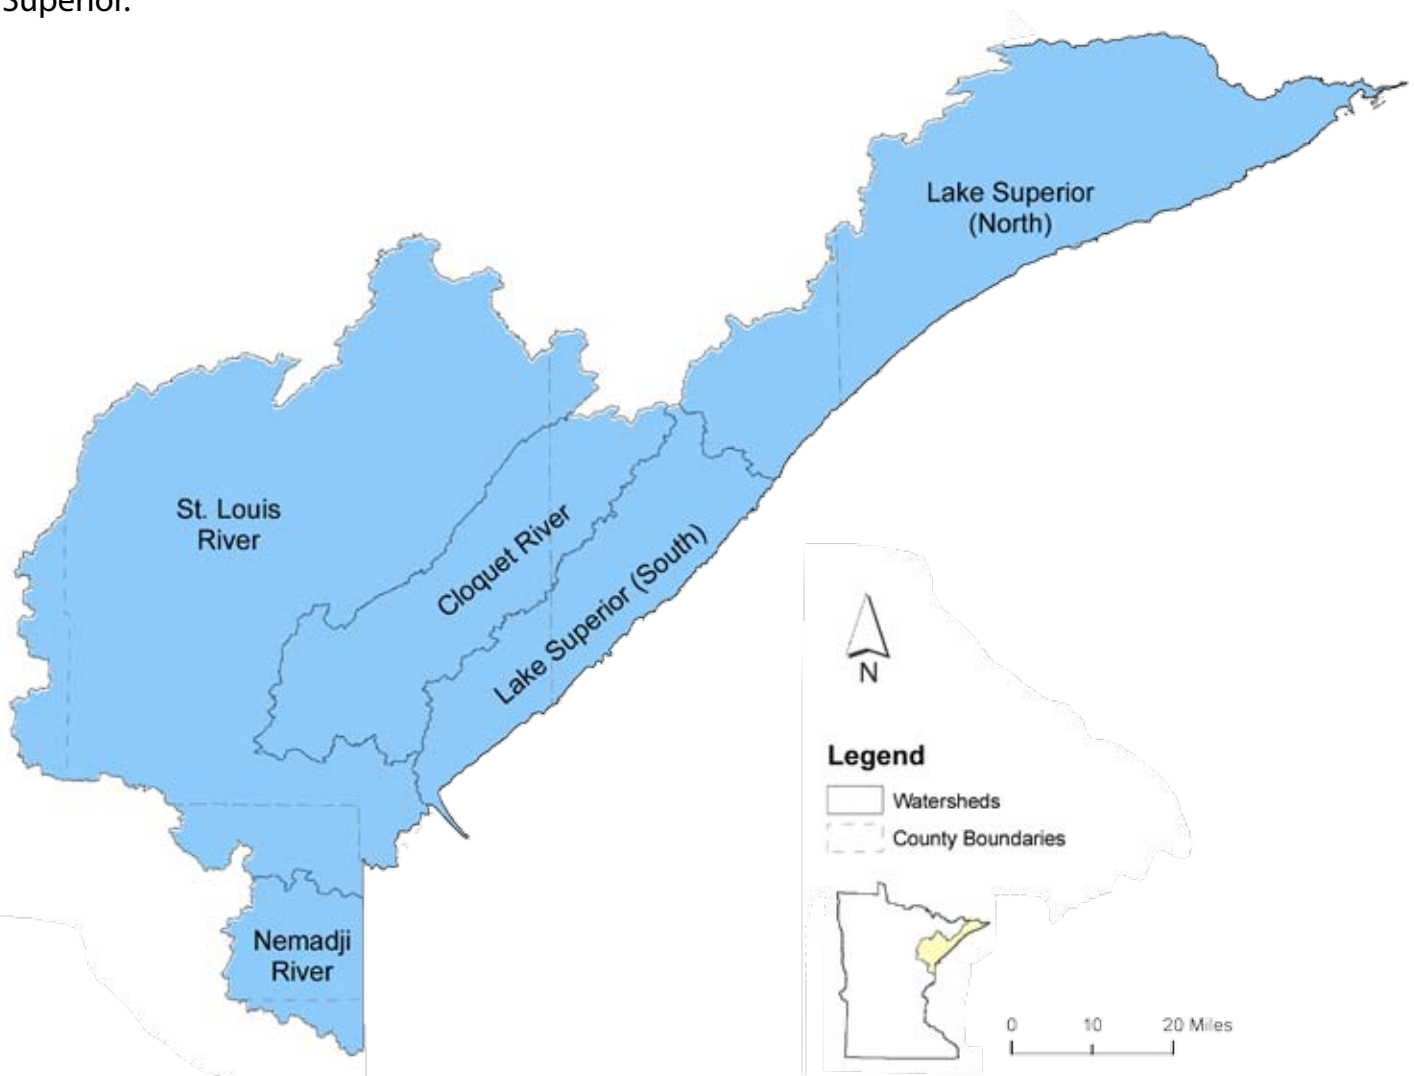 Superior.
Lake Superior
(North)
St. Louis
River
Cloquet River
Lake Superior (South)
Nemadji
River
N
Legend
Watersheds
County Boundaries
0 10 20 Miles